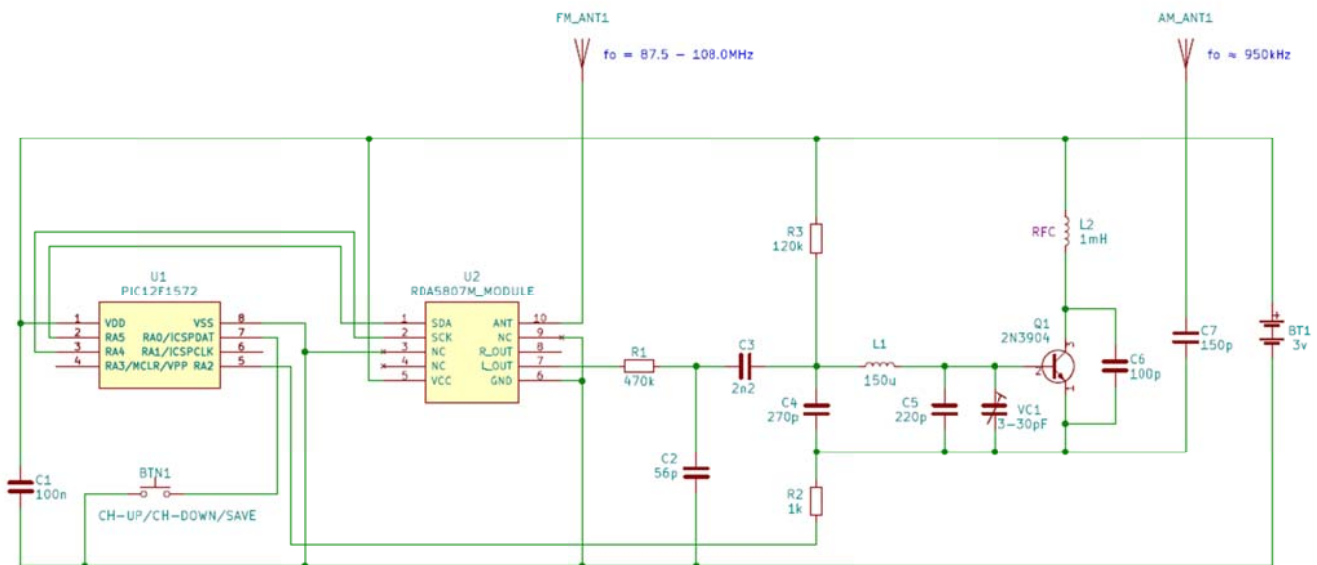 FM_ANT1
fo = 87.5 – 108.0MHz
AM_ANT1
fo ≈ 950kHz
R3
120k
RFC
L2
1mH
U1
PIC12F1572
1
VDD
VSS
8
2
RA5
RA0/ICSPDAT
7
3
RA4
RA1/ICSPCLK
6
4
RA3/MCLR/VPP
RA2
5
U2
RDA5807M_MODULE
1
SDA
ANT
10
2
SCK
NC
9
3
NC
R_OUT
8
4
NC
L_OUT
7
5
VCC
GND
6
R1
470k
C3
2n2
L1
150u
Q1
2N3904
3
2
1
C6
100p
C7
150p
+
BT1
3v
C4
270p
C5
220p
VC1
3-30pF
C2
56p
R2
1k
C1
100n
BTN1
CH-UP/CH-DOWN/SAVE